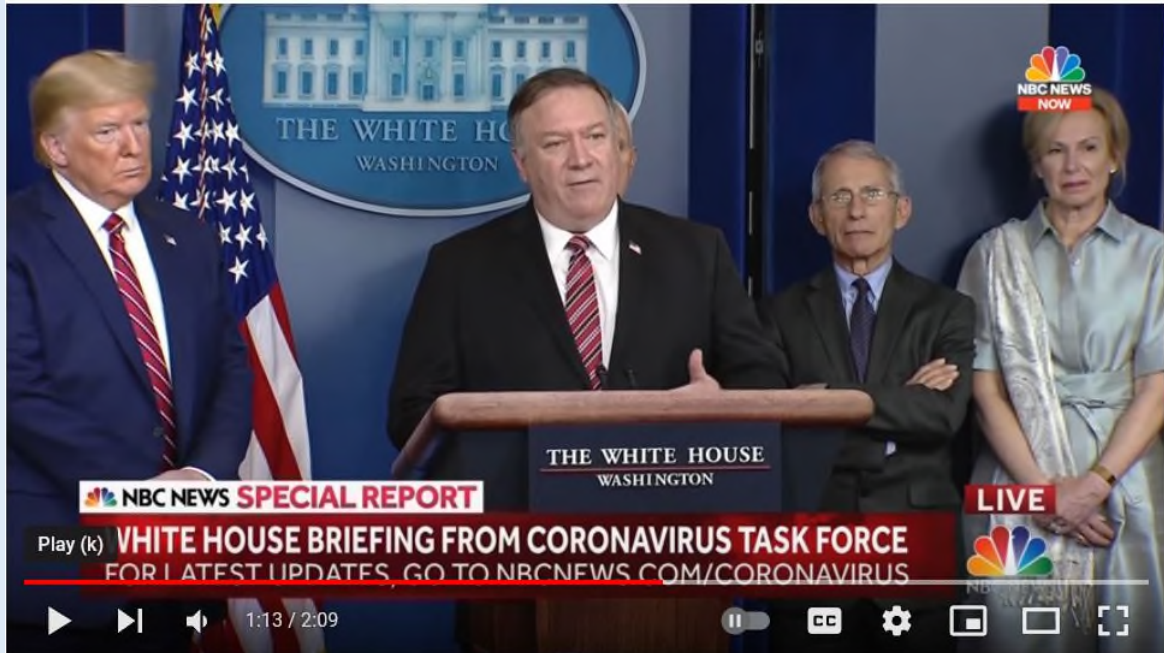 THE WHITE HO
WASHINGTON
NBC NEWS
NOW
THE WHITE HOUSE
WASHINGTON
NBC NEWS SPECIAL REPORT
LIVE
WHITE HOUSE BRIEFING FROM CORONAVIRUS TASK FORCE
Play (k)
FOR LATEST UPDATES, GO TO NBCNEWS.COM/CORONAVIRUS
1:13 / 2:09
CC